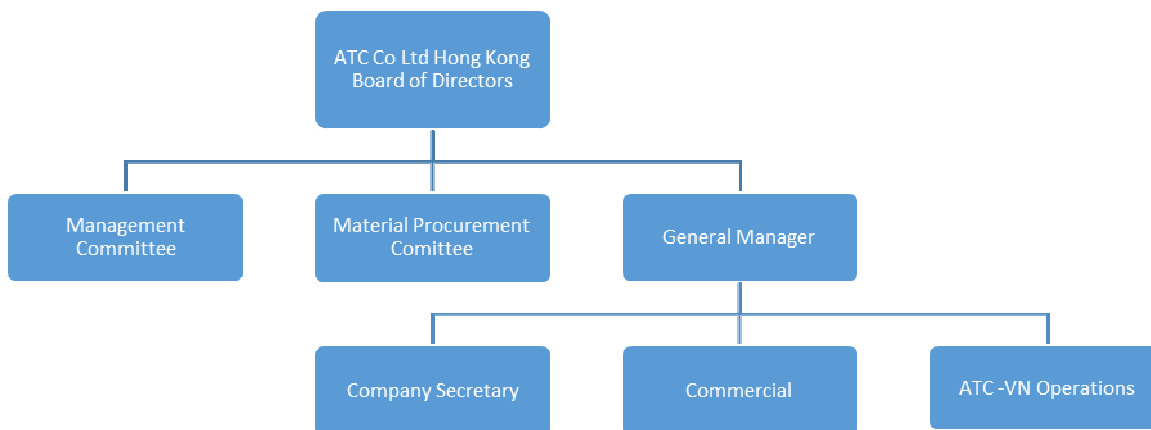 ATC Co Ltd Hong Kong
Board of Directors
Management
Committee
Material Procurement
Comittee
General Manager
Company Secretary
Commercial
ATC -VN Operations